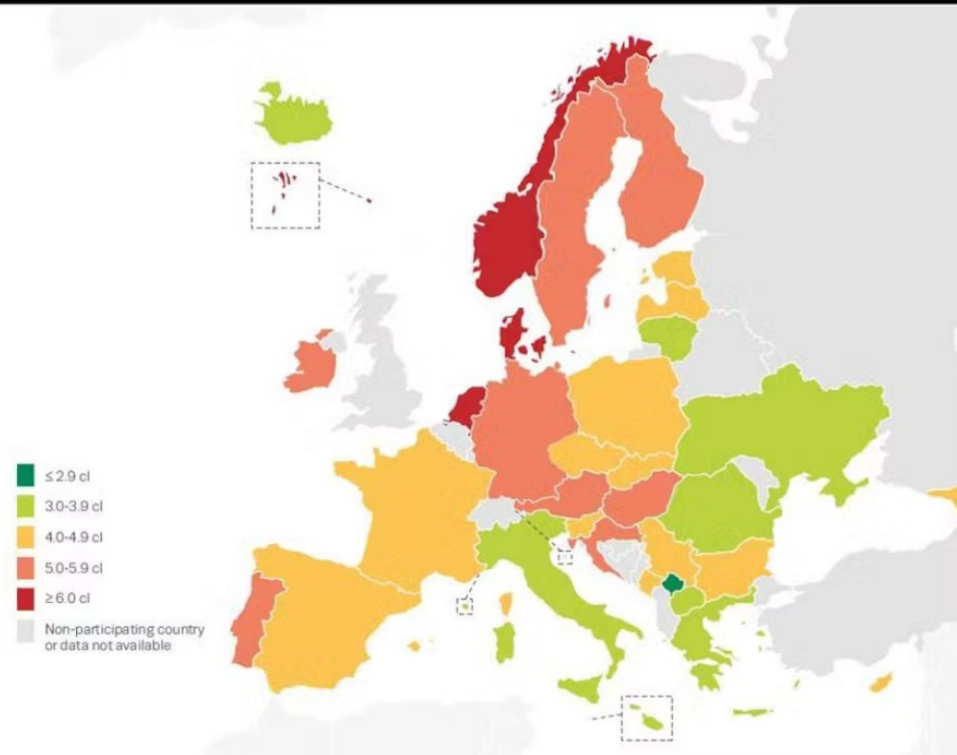 ≤ 2.9 cl
3.0-3.9 cl
4.0-4.9 cl
5.0-5.9 cl
≥ 6.0 cl
Non-participating country
or data not available